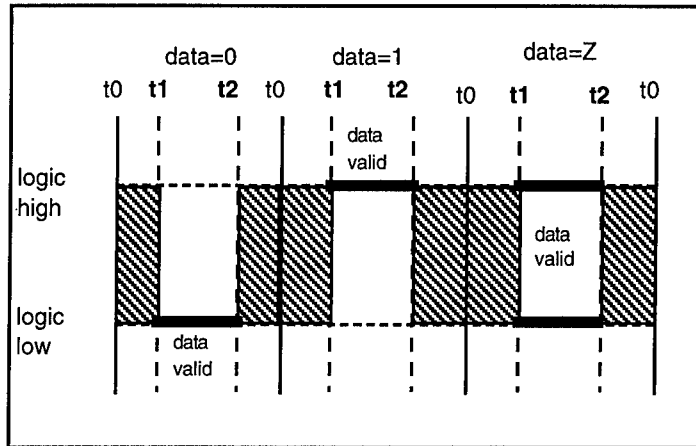 data=0 data=1 data=Z
t0 t1 t2 t0 t1 t2 t0 t1 t2 t0
data
valid
logic
high
data
valid
logic
low
data
valid